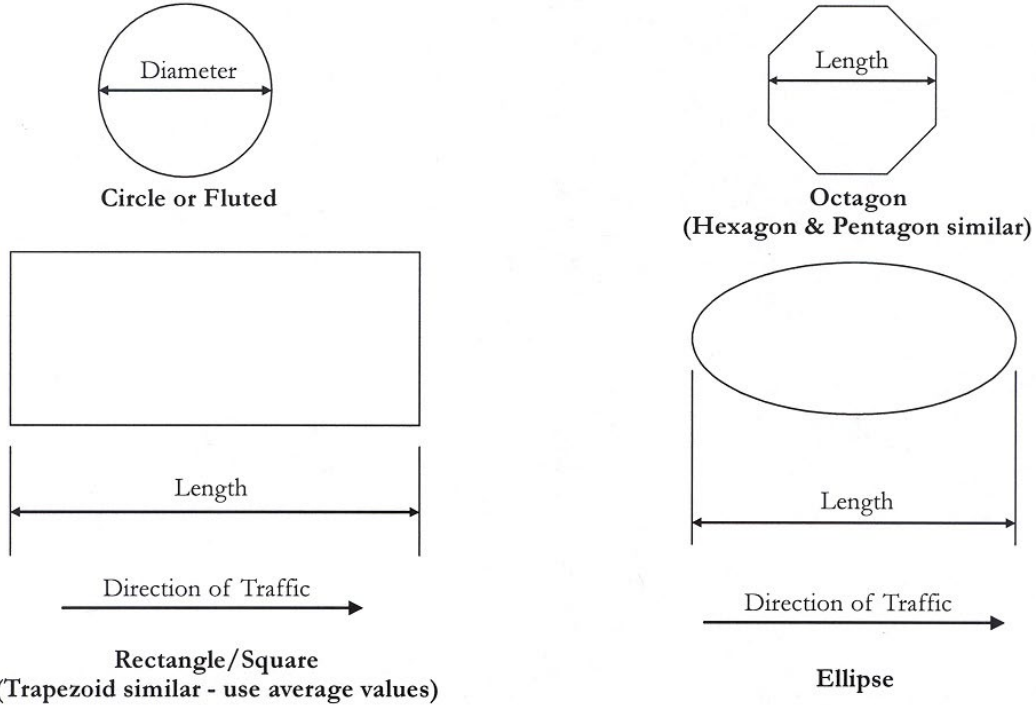 Diameter
Circle or Fluted
Length
Octagon
(Hexagon & Pentagon similar)
Length
Direction of Traffic
Rectangle/Square
(Trapezoid similar - use average values)
Length
Direction of Traffic
Ellipse